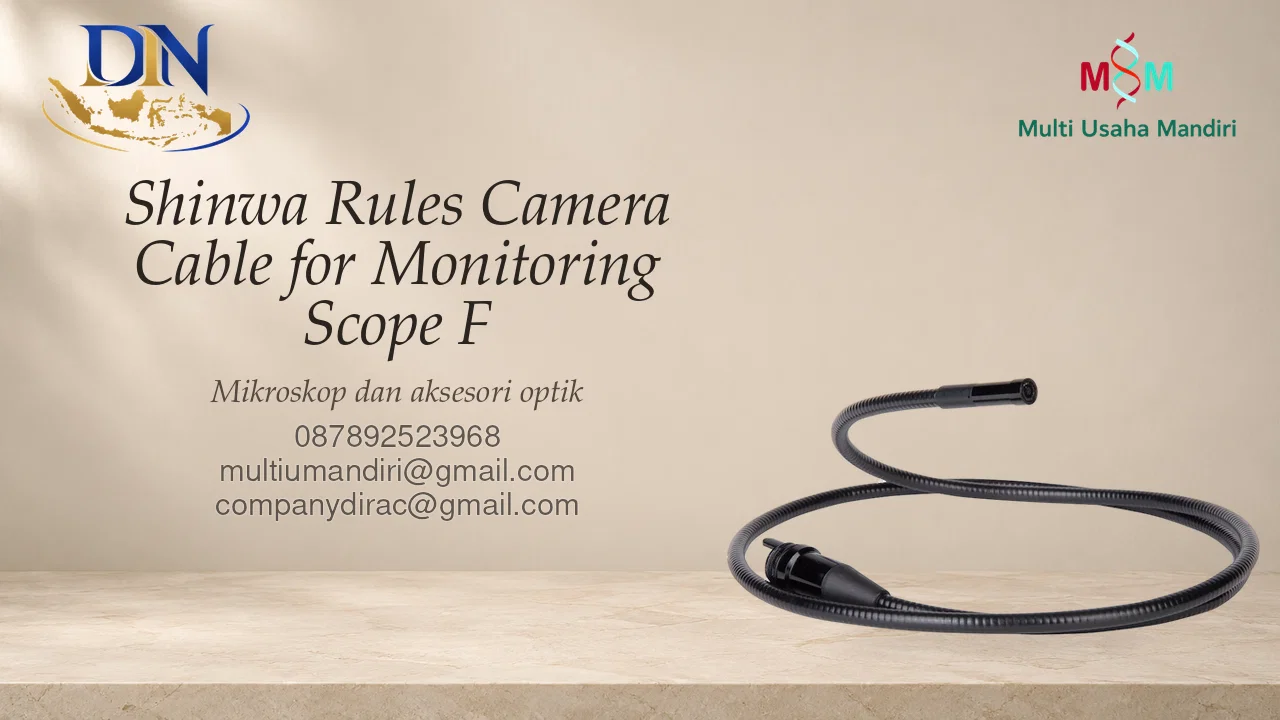 DIN
M M
Multi Usaha Mandiri
Shinwa Rules Camera
Cable for Monitoring
Scope F
Mikroskop dan aksesori optik
087892523968
multiumandiri@gmail.com
companydirac@gmail.com